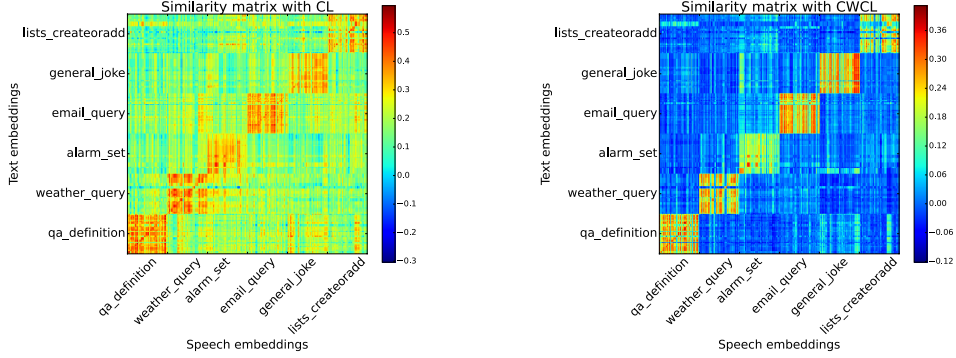 Similarity matrix with CL
Text embeddings
lists_createoradd
general_joke
email_query
alarm_set
weather_query
qa_definition
qa_definition
weather_query
alarm_set
email_query
general_joke
lists_createoradd
Speech embeddings
0.5
0.4
0.3
0.2
0.1
0.0
−0.1
−0.2
−0.3
Similarity matrix with CWCL
Text embeddings
lists_createoradd
general_joke
email_query
alarm_set
weather_query
qa_definition
qa_definition
weather_query
alarm_set
email_query
general_joke
lists_createoradd
Speech embeddings
0.36
0.30
0.24
0.18
0.12
0.06
0.00
−0.06
−0.12